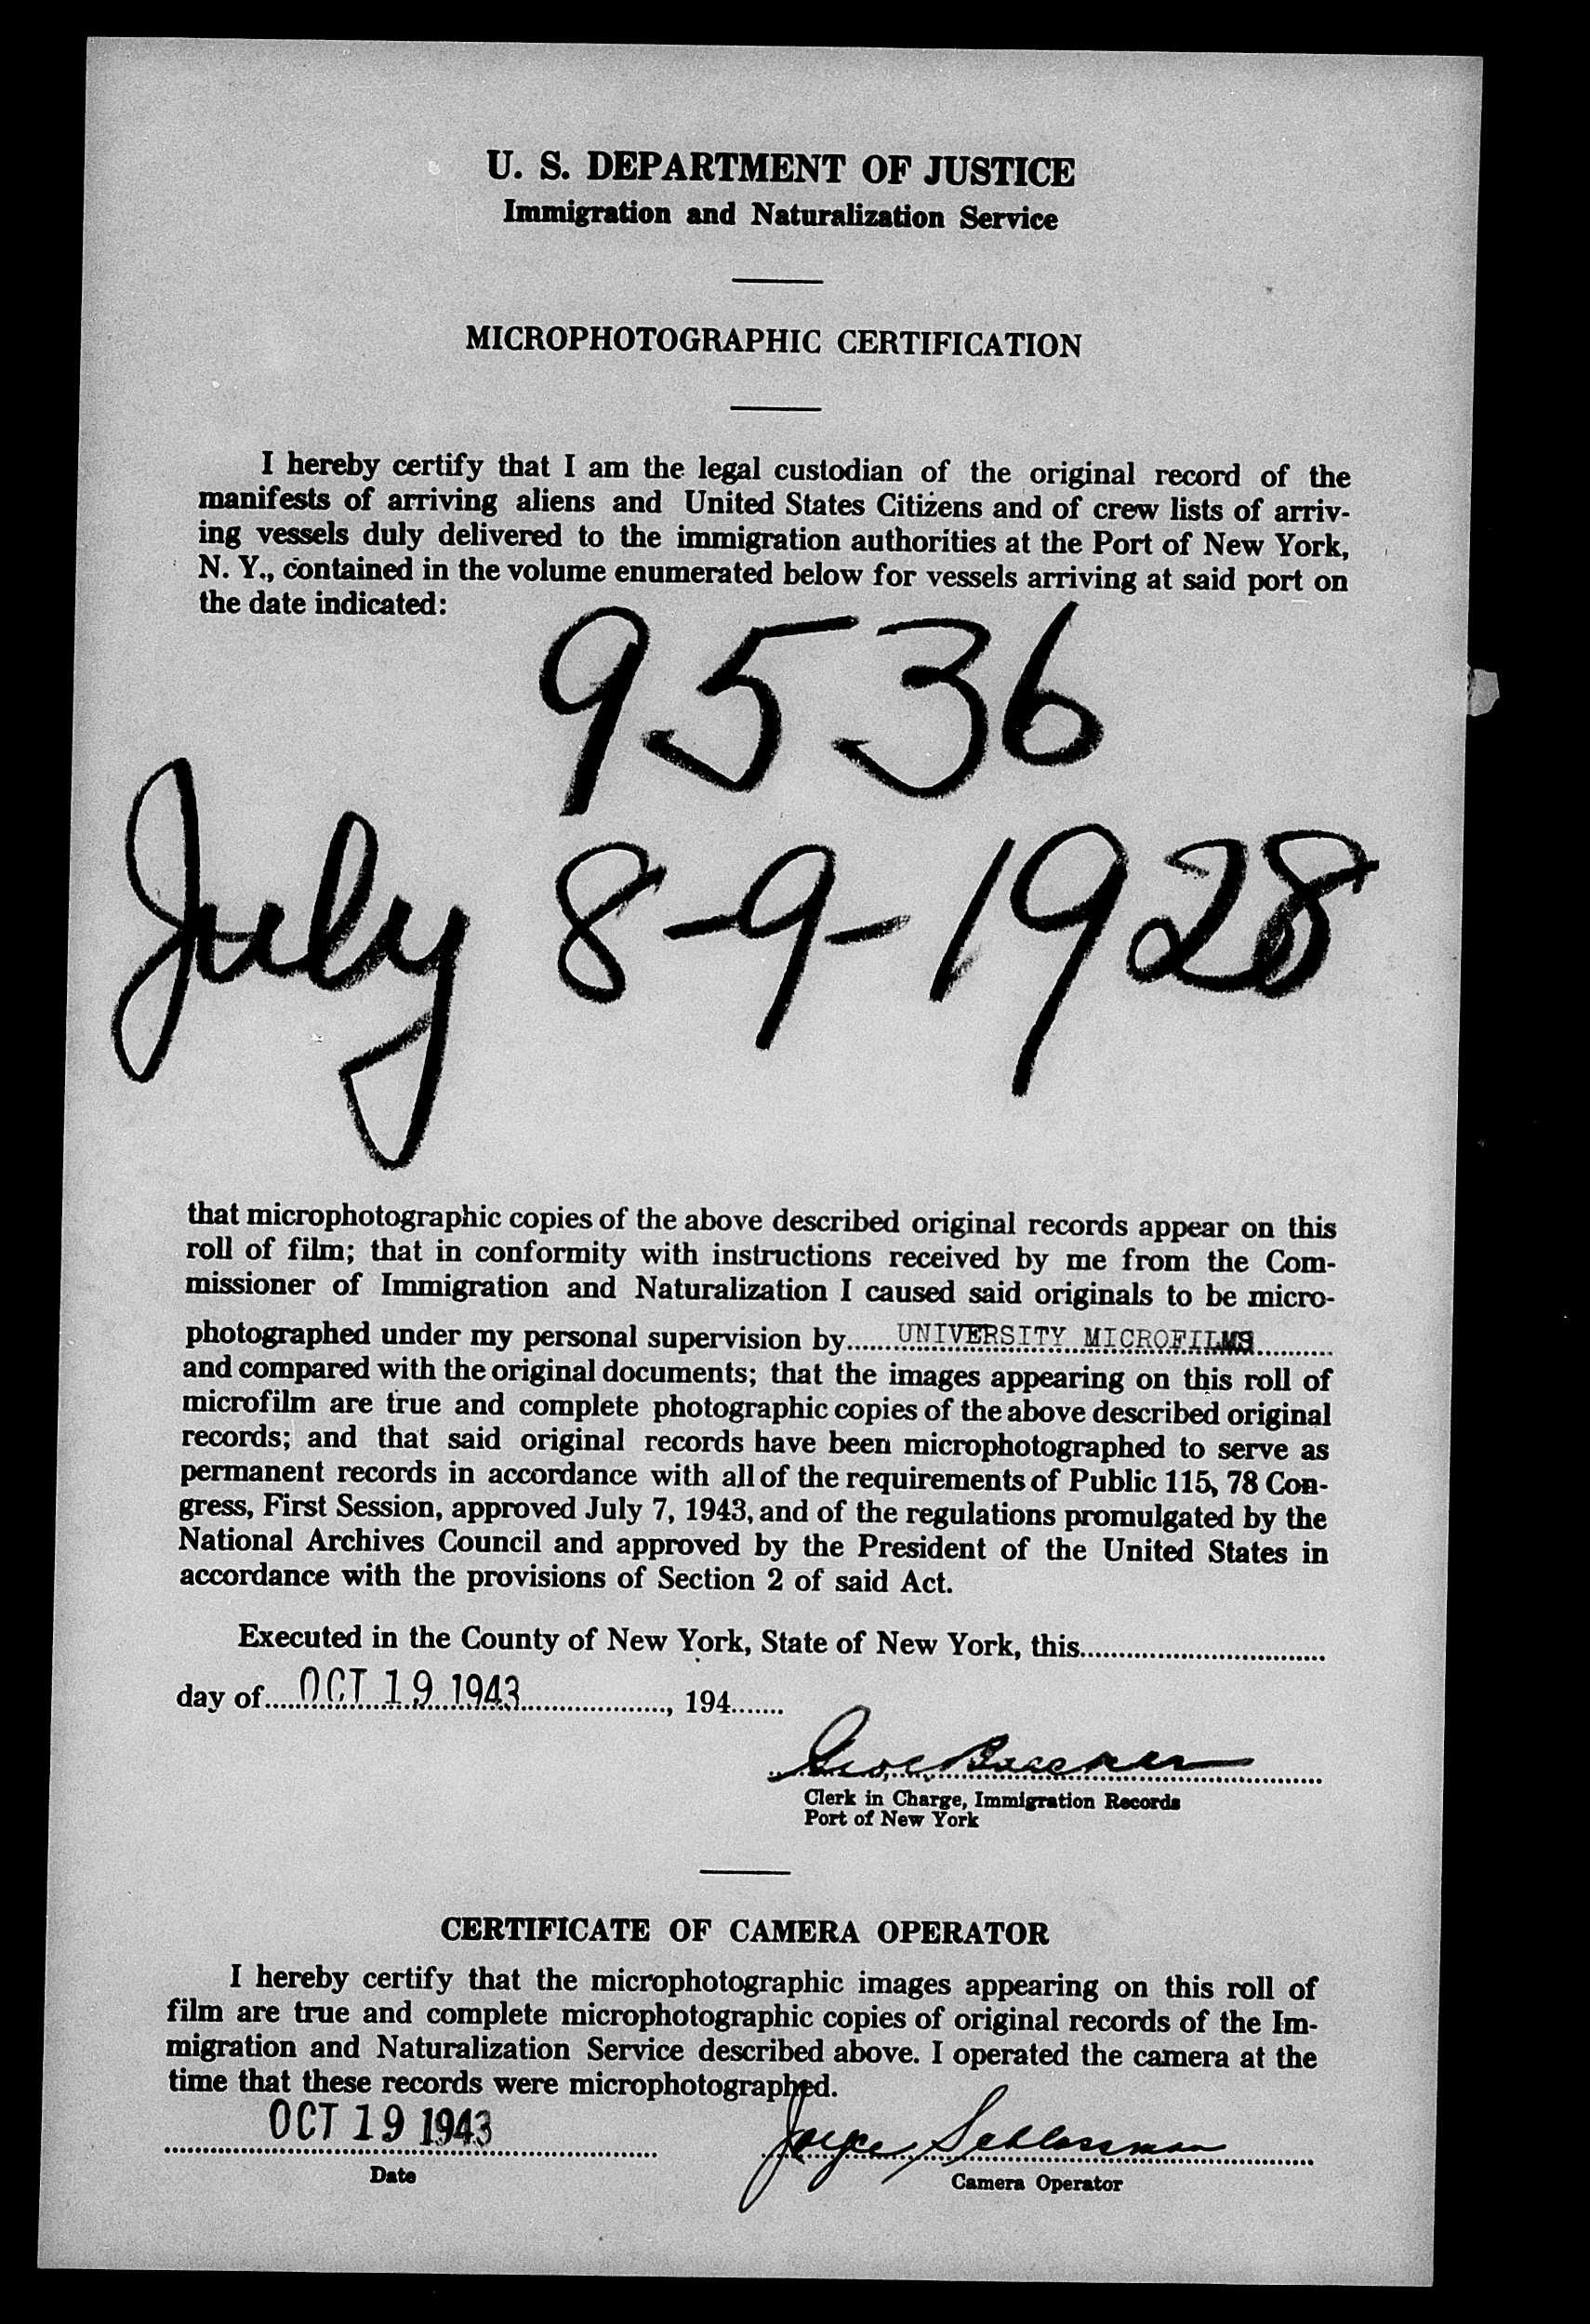 U. S. DEPARTMENT OF JUSTICE
Immigration and Naturalization Service
MICROPHOTOGRAPHIC CERTIFICATION
I hereby certify that I am the legal custodian of the original record of the
manifests of arriving aliens and United States Citizens and of crew lists of arriv-
ing vessels duly delivered to the immigration authorities at the Port of New York,
N. Y., contained in the volume enumerated below for vessels arriving at said port on
the date indicated:
9536
July 8-9-1928
that microphotographic copies of the above described original records appear on this
roll of film; that in conformity with instructions received by me from the Com-
missioner of Immigration and Naturalization I caused said originals to be micro-
photographed under my personal supervision by......UNIVERSITY MICROFILMS..........
and compared with the original documents; that the images appearing on this roll of
microfilm are true and complete photographic copies of the above described original
records; and that said original records have been microphotographed to serve as
permanent records in accordance with all of the requirements of Public 115, 78 Con-
gress, First Session, approved July 7, 1943, and of the regulations promulgated by the
National Archives Council and approved by the President of the United States in
accordance with the provisions of Section 2 of said Act.
Executed in the County of New York, State of New York, this................................
day of.....OCT 19 1943..................., 194.......
Clerk in Charge, Immigration Records
Port of New York
CERTIFICATE OF CAMERA OPERATOR
I hereby certify that the microphotographic images appearing on this roll of
film are true and complete microphotographic copies of original records of the Im-
migration and Naturalization Service described above. I operated the camera at the
time that these records were microphotographed.
OCT 19 1943 Joyce Schlossman
Date Camera Operator